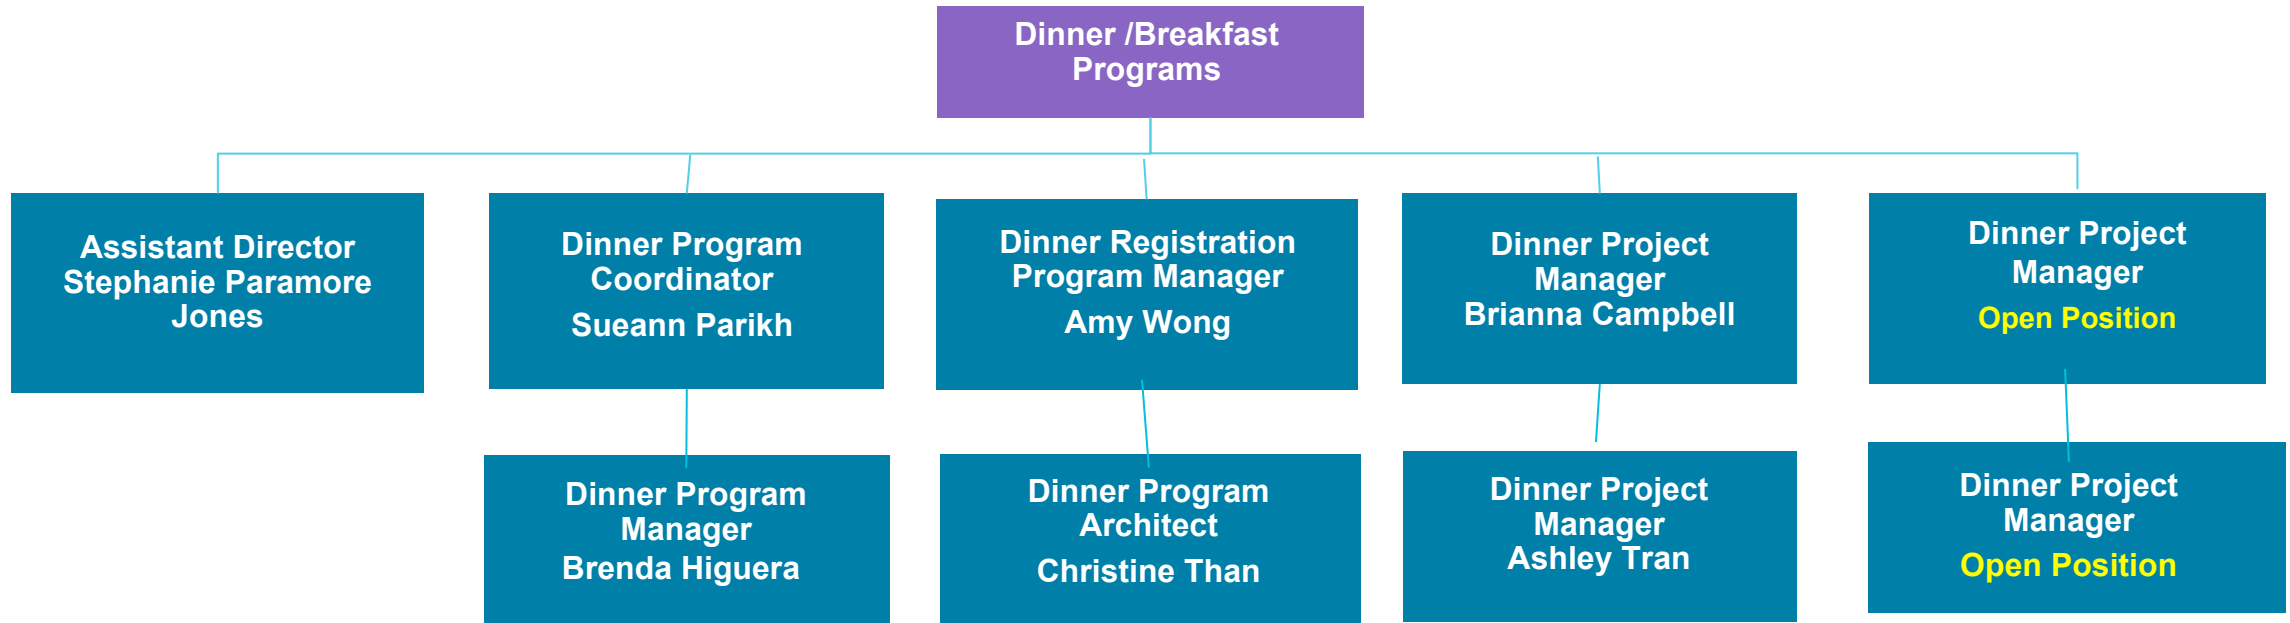 Dinner /Breakfast
Programs
Assistant Director
Stephanie Paramore
Jones
Dinner Program
Coordinator
Sueann Parikh
Dinner Registration
Program Manager
Amy Wong
Dinner Project
Manager
Brianna Campbell
Dinner Project
Manager
Open Position
Dinner Program
Manager
Brenda Higuera
Dinner Program
Architect
Christine Than
Dinner Project
Manager
Ashley Tran
Dinner Project
Manager
Open Position